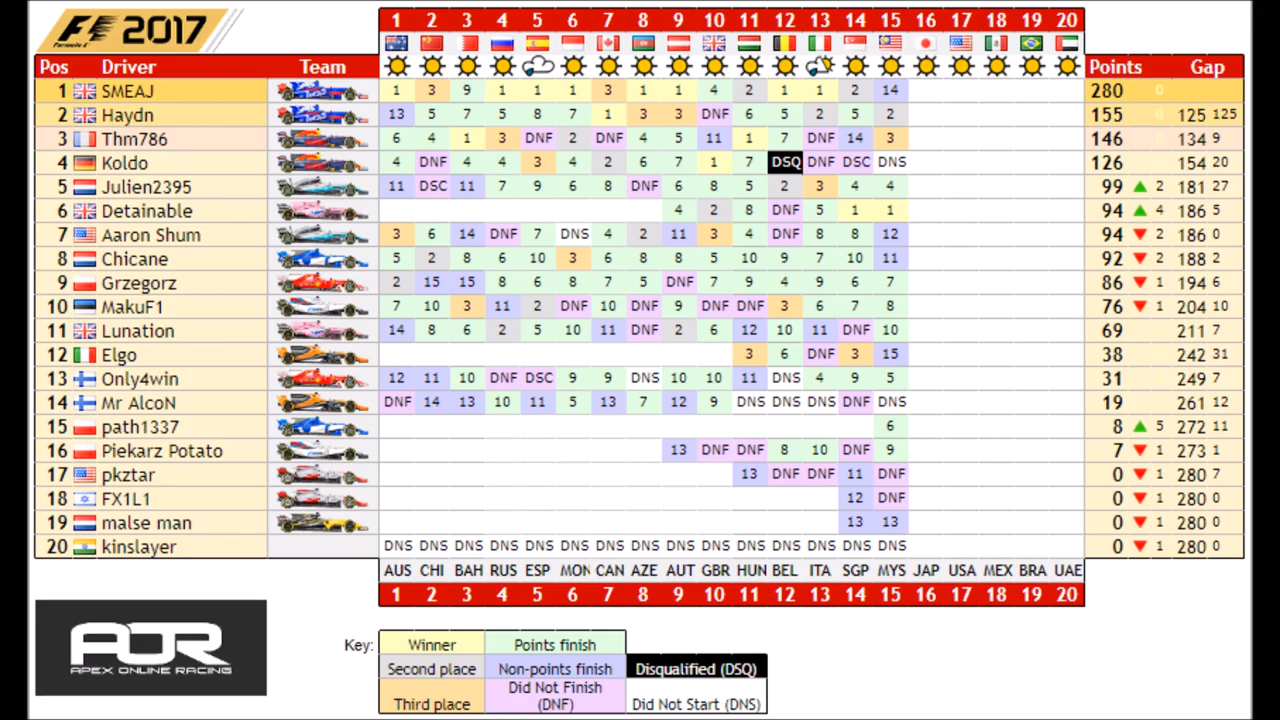 F1 2017
Formula 1
1 2 3 4 5 6 7 8 9 10 11 12 13 14 15 16 17 18 19 20
Pos Driver Team Points Gap
1 SMEAJ 1 3 9 1 1 1 3 1 1 4 2 1 1 2 14 280 0
2 Haydn 13 5 7 5 8 7 1 3 3 DNF 6 5 2 5 2 155 125 125
3 Thm786 6 4 1 3 DNF 2 DNF 4 5 11 1 7 DNF 14 3 146 134 9
4 Koldo 4 DNF 4 4 3 4 2 6 7 1 7 DSQ DNF DSC DNS 126 154 20
5 Julien2395 11 DSC 11 7 9 6 8 DNF 6 8 5 2 3 4 4 99 2 181 27
6 Detainable 4 2 8 DNF 5 1 1 94 4 186 5
7 Aaron Shum 3 6 14 DNF 7 DNS 4 2 11 3 4 DNF 8 8 12 94 2 186 0
8 Chicane 5 2 8 6 10 3 6 8 8 5 10 9 7 10 11 92 2 188 2
9 Grzegorz 2 15 15 8 6 8 7 5 DNF 7 9 4 9 6 7 86 1 194 6
10 MakuF1 7 10 3 11 2 DNF 10 DNF 9 DNF DNF 3 6 7 8 76 1 204 10
11 Lunation 14 8 6 2 5 10 11 DNF 2 6 12 10 11 DNF 10 69 211 7
12 Elgo 3 6 DNF 3 15 38 242 31
13 Only4win 12 11 10 DNF DSC 9 9 DNS 10 10 11 DNS 4 9 5 31 249 7
14 Mr AlcoN DNF 14 13 10 11 5 13 7 12 9 DNS DNS DNS DNF DNS 19 261 12
15 path1337 6 8 5 272 11
16 Piekarz Potato 13 DNF DNF 8 10 DNF 9 7 1 273 1
17 pkztar 13 DNF DNF 11 DNF 0 1 280 7
18 FX1L1 12 DNF 0 1 280 0
19 malse man 13 13 0 1 280 0
20 kinslayer DNS DNS DNS DNS DNS DNS DNS DNS DNS DNS DNS DNS DNS DNS DNS 0 1 280 0
AUS CHI BAH RUS ESP MON CAN AZE AUT GBR HUN BEL ITA SGP MYS JAP USA MEX BRA UAE
1 2 3 4 5 6 7 8 9 10 11 12 13 14 15 16 17 18 19 20
AOR
APEX ONLINE RACING
Key: Winner Points finish
Second place Non-points finish Disqualified (DSQ)
Third place Did Not Finish (DNF) Did Not Start (DNS)